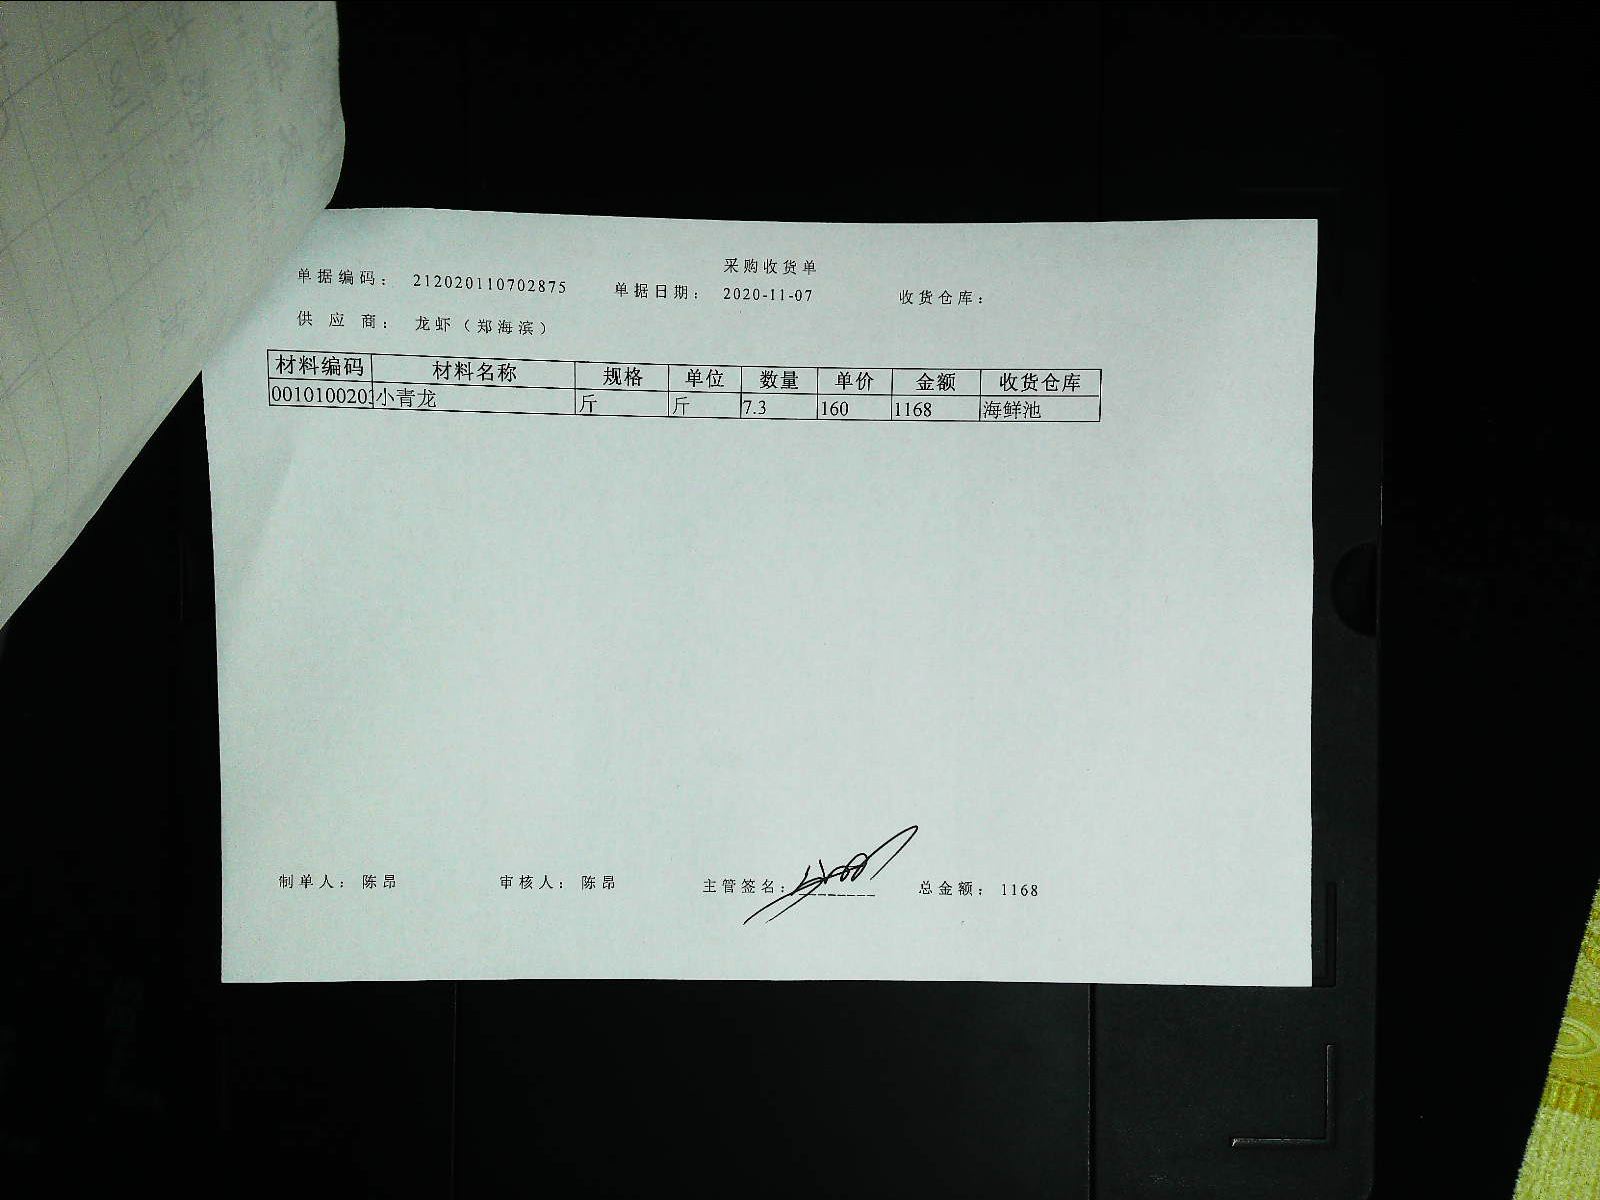 采购收货单
单据编码： 212020110702875 单据日期： 2020-11-07 收货仓库：
供 应 商： 龙虾（郑海滨）
材料编码 材料名称 规格 单位 数量 单价 金额 收货仓库
0010100203 小青龙 斤 斤 7.3 160 1168 海鲜池
制单人： 陈昂 审核人： 陈昂 主管签名： 总金额： 1168